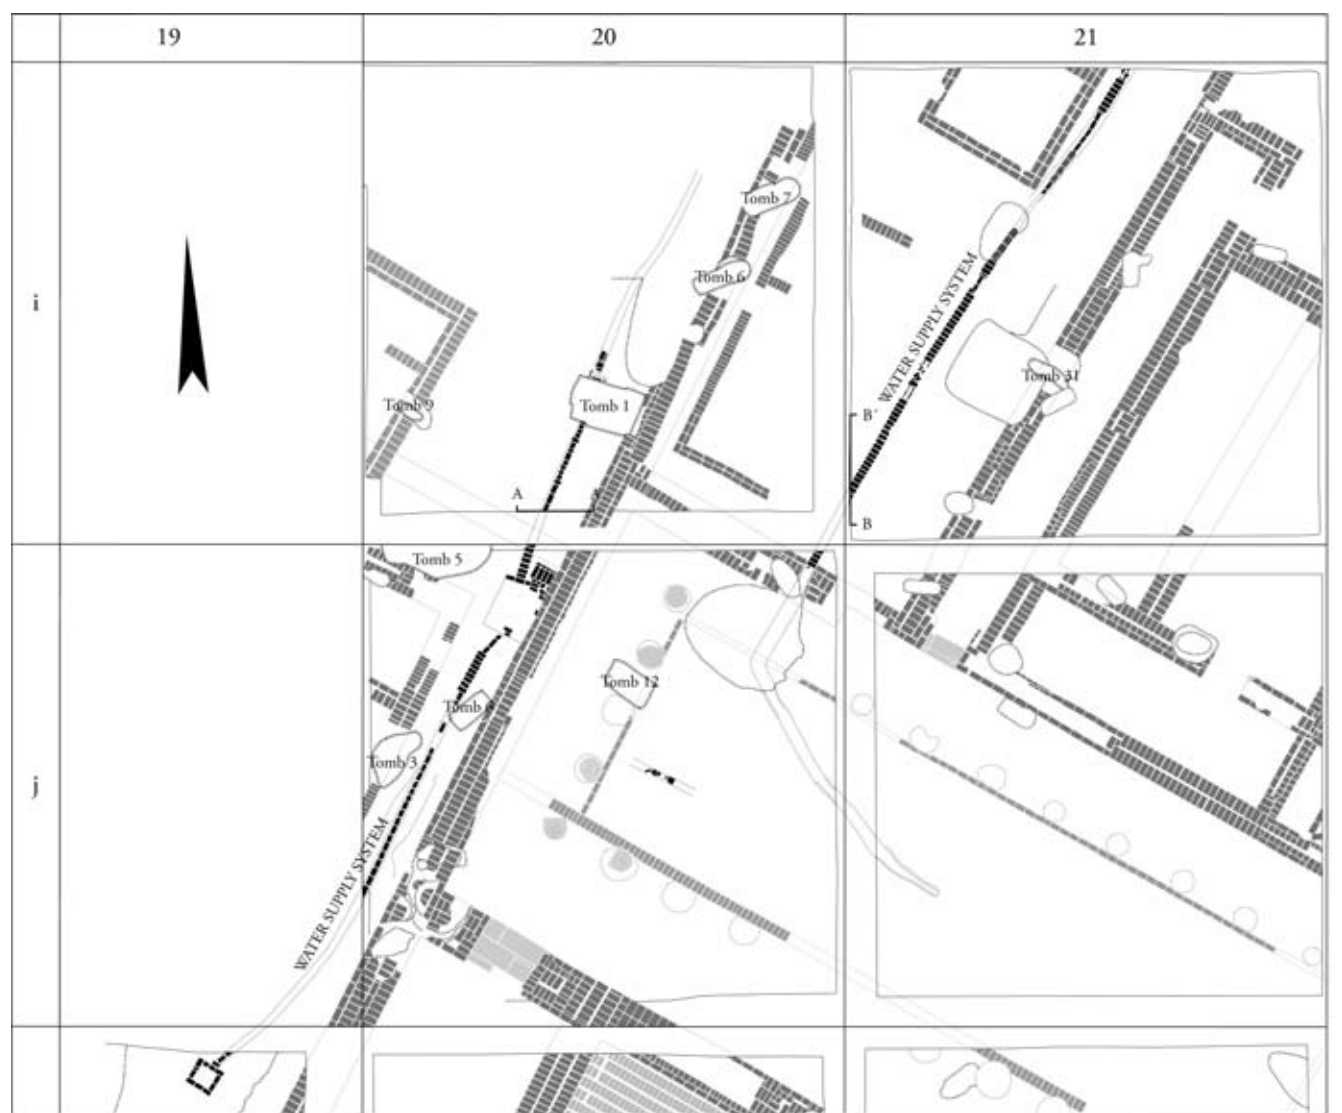 19
20
21
i
Tomb 7
Tomb 6
Tomb 9
Tomb 1
A
WATER SUPPLY SYSTEM
Tomb 31
B´
B
j
Tomb 5
Tomb 12
Tomb
Tomb 3
WATER SUPPLY SYSTEM